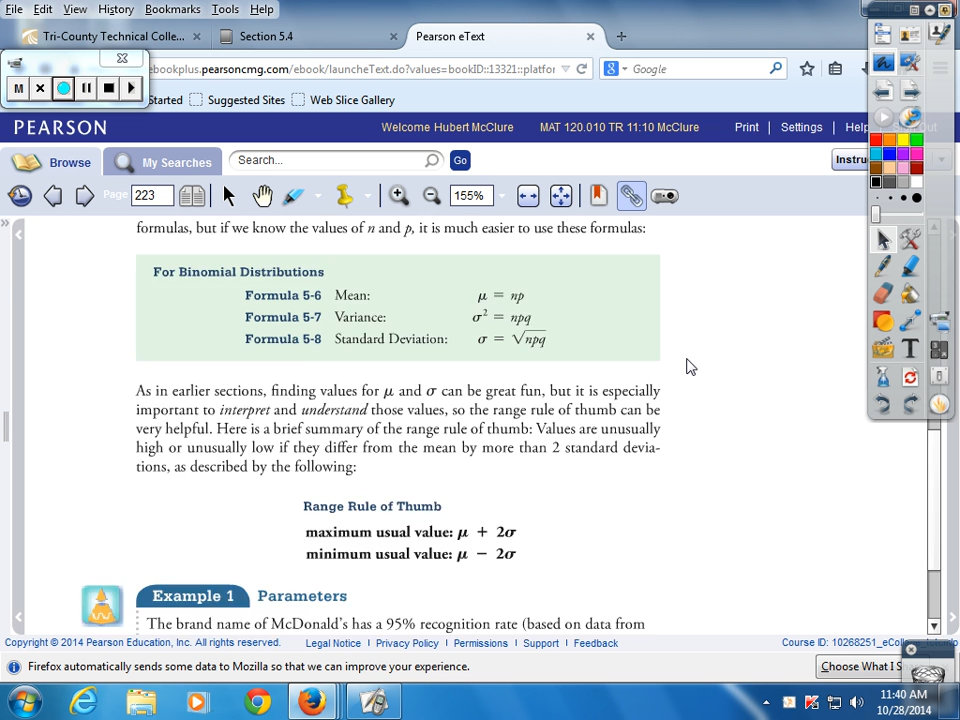 File Edit View History Bookmarks Tools Help
Tri-County Technical Colle... × Section 5.4 × Pearson eText × +
ebookplus.pearsoncmg.com/ebook/launcheText.do?values=bookID::13321::platfor
Google
M
Started Suggested Sites Web Slice Gallery
PEARSON Welcome Hubert McClure MAT 120.010 TR 11:10 McClure Print Settings Help
Browse My Searches Search... Go
Page 223 155%
formulas, but if we know the values of n and p, it is much easier to use these formulas:
For Binomial Distributions
Formula 5-6 Mean: μ = np
Formula 5-7 Variance: σ² = npq
Formula 5-8 Standard Deviation: σ = √npq
As in earlier sections, finding values for μ and σ can be great fun, but it is especially
important to interpret and understand those values, so the range rule of thumb can be
very helpful. Here is a brief summary of the range rule of thumb: Values are unusually
high or unusually low if they differ from the mean by more than 2 standard devia-
tions, as described by the following:
Range Rule of Thumb
maximum usual value: μ + 2σ
minimum usual value: μ − 2σ
Example 1 Parameters
The brand name of McDonald's has a 95% recognition rate (based on data from
Copyright © 2014 Pearson Education, Inc. All rights reserved. Legal Notice | Privacy Policy | Permissions | Support | Feedback
Firefox automatically sends some data to Mozilla so that we can improve your experience. Choose What I
11:40 AM
10/28/2014